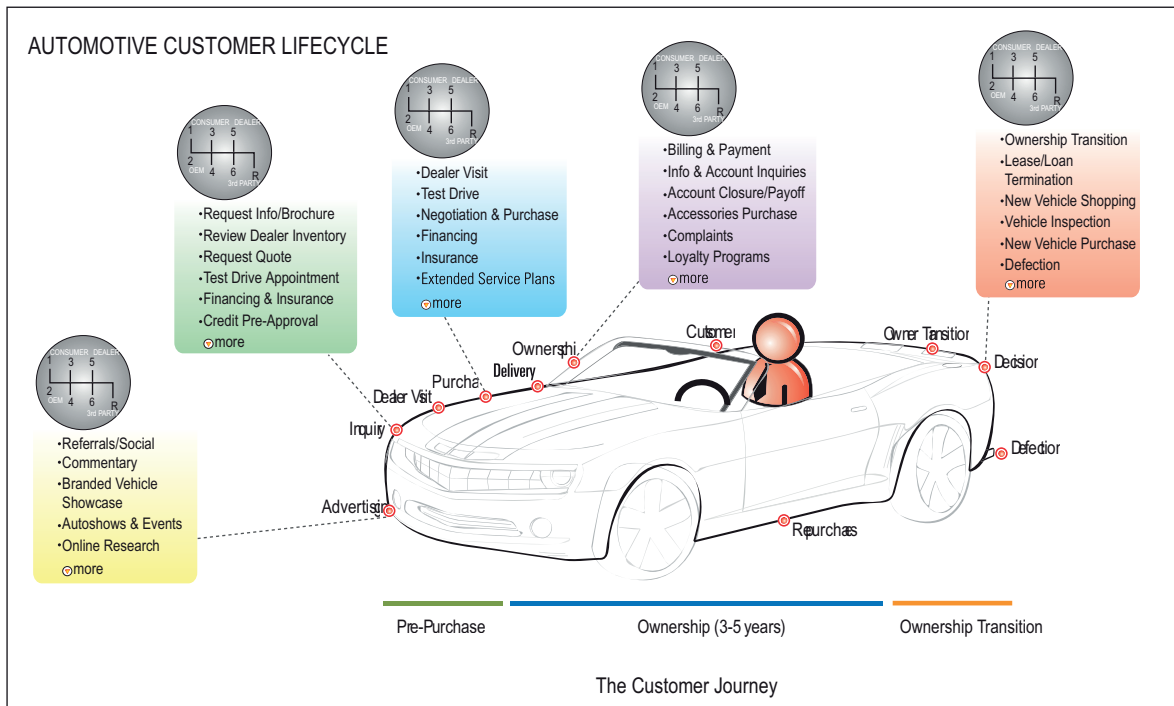 AUTOMOTIVE CUSTOMER LIFECYCLE
CONSUMER DEALER
1 3 5
2 4 6 R
OEM 3rd PARTY
•Referrals/Social
•Commentary
•Branded Vehicle
Showcase
•Autoshows & Events
•Online Research
more
CONSUMER DEALER
1 3 5
2 4 6 R
OEM 3rd PARTY
•Request Info/Brochure
•Review Dealer Inventory
•Request Quote
•Test Drive Appointment
•Financing & Insurance
•Credit Pre-Approval
more
CONSUMER DEALER
1 3 5
2 4 6 R
OEM 3rd PARTY
•Dealer Visit
•Test Drive
•Negotiation & Purchase
•Financing
•Insurance
•Extended Service Plans
more
CONSUMER DEALER
1 3 5
2 4 6 R
OEM 3rd PARTY
•Billing & Payment
•Info & Account Inquiries
•Account Closure/Payoff
•Accessories Purchase
•Complaints
•Loyalty Programs
more
CONSUMER DEALER
1 3 5
2 4 6 R
OEM 3rd PARTY
•Ownership Transition
•Lease/Loan
Termination
•New Vehicle Shopping
•Vehicle Inspection
•New Vehicle Purchase
•Defection
more
Advertising
Inquiry
Dealer Visit
Purcha
Delivery
Ownershi
Customer
Owner Transition
Decision
Defection
Repurchase
Pre-Purchase
Ownership (3-5 years)
Ownership Transition
The Customer Journey